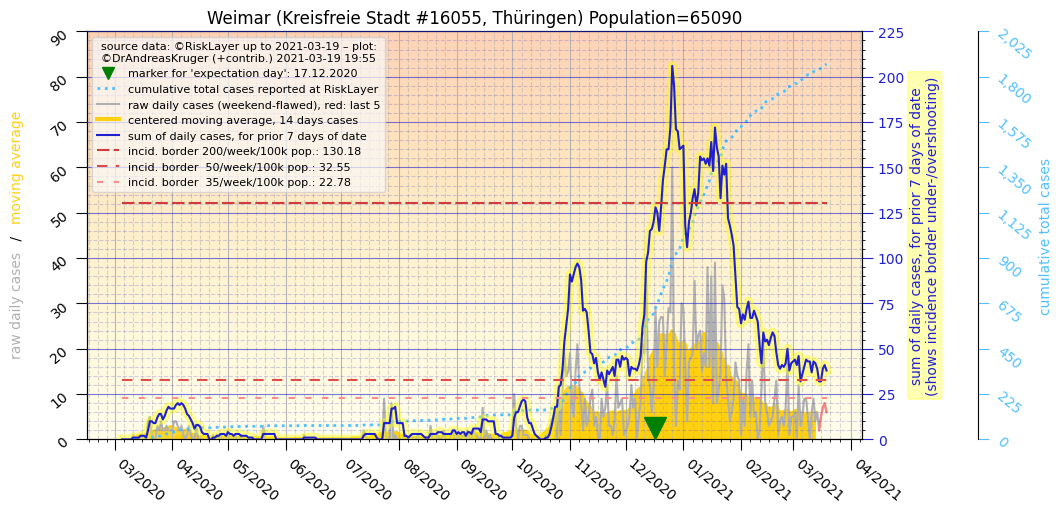 Weimar (Kreisfreie Stadt #16055, Thüringen) Population=65090
source data: ©RiskLayer up to 2021-03-19 – plot:
©DrAndreasKruger (+contrib.) 2021-03-19 19:55
marker for 'expectation day': 17.12.2020
cumulative total cases reported at RiskLayer
raw daily cases (weekend-flawed), red: last 5
centered moving average, 14 days cases
sum of daily cases, for prior 7 days of date
incid. border 200/week/100k pop.: 130.18
incid. border  50/week/100k pop.: 32.55
incid. border  35/week/100k pop.: 22.78
raw daily cases  /  moving average
90
80
70
60
50
40
30
20
10
0
03/2020
04/2020
05/2020
06/2020
07/2020
08/2020
09/2020
10/2020
11/2020
12/2020
01/2021
02/2021
03/2021
04/2021
225
200
175
150
125
100
75
50
25
0
sum of daily cases, for prior 7 days of date
(shows incidence border under-/overshooting)
2,025
1,800
1,575
1,350
1,125
900
675
450
225
0
cumulative total cases